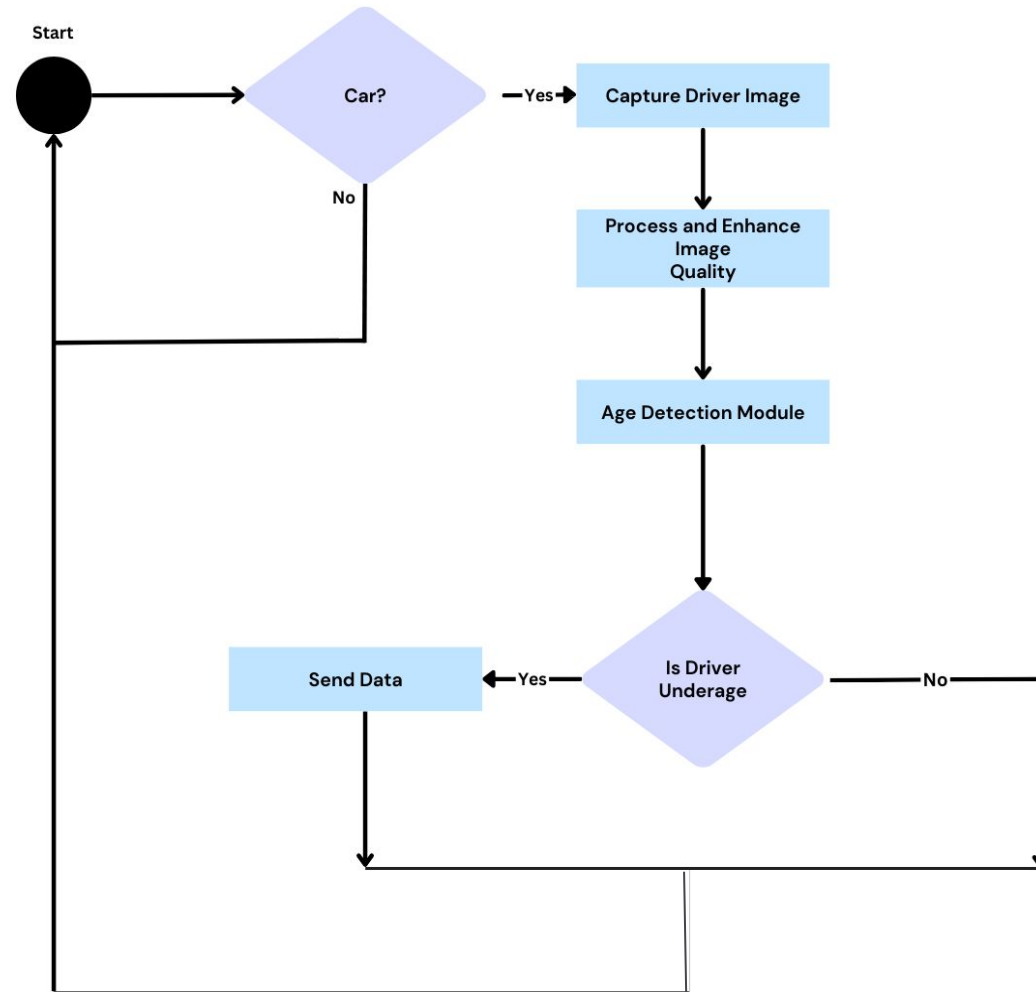 Start
Car?
Yes
Capture Driver Image
No
Process and Enhance
Image
Quality
Age Detection Module
Send Data
Yes
Is Driver
Underage
No